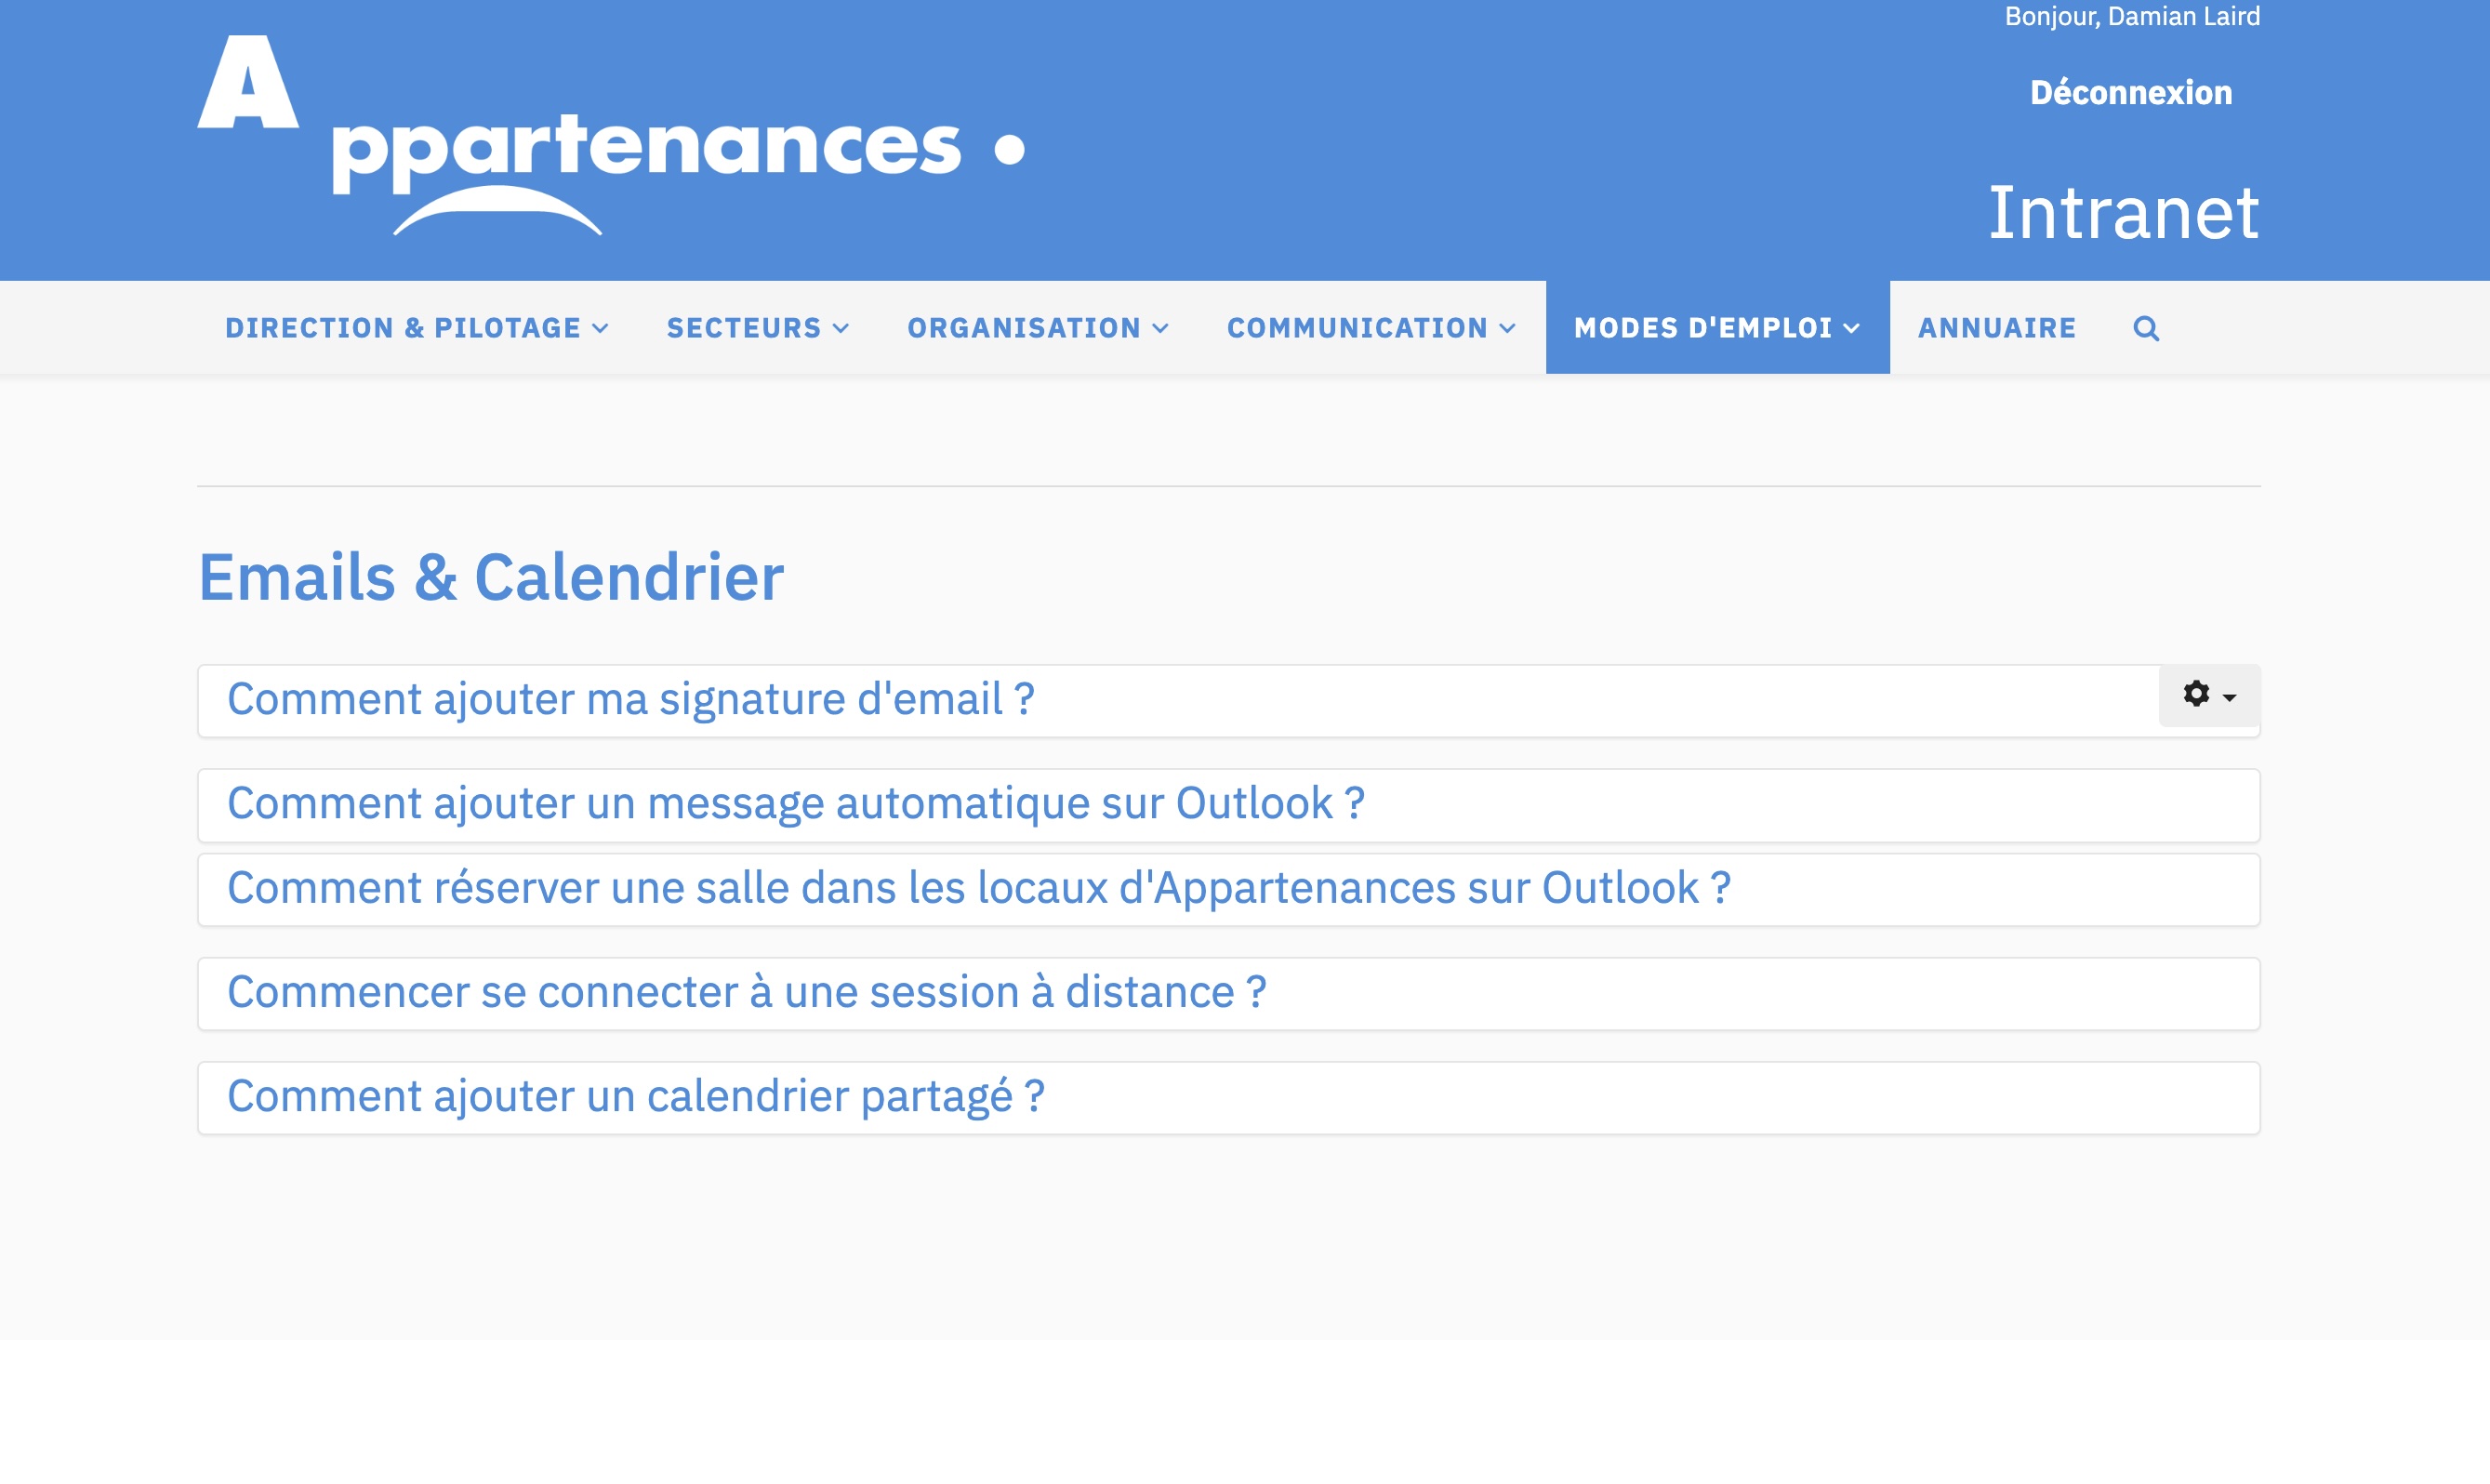 Bonjour, Damian Laird
Déconnexion
Appartenances •
Intranet
DIRECTION & PILOTAGE SECTEURS ORGANISATION COMMUNICATION MODES D'EMPLOI ANNUAIRE
Emails & Calendrier
Comment ajouter ma signature d'email ?
Comment ajouter un message automatique sur Outlook ?
Comment réserver une salle dans les locaux d'Appartenances sur Outlook ?
Commencer se connecter à une session à distance ?
Comment ajouter un calendrier partagé ?